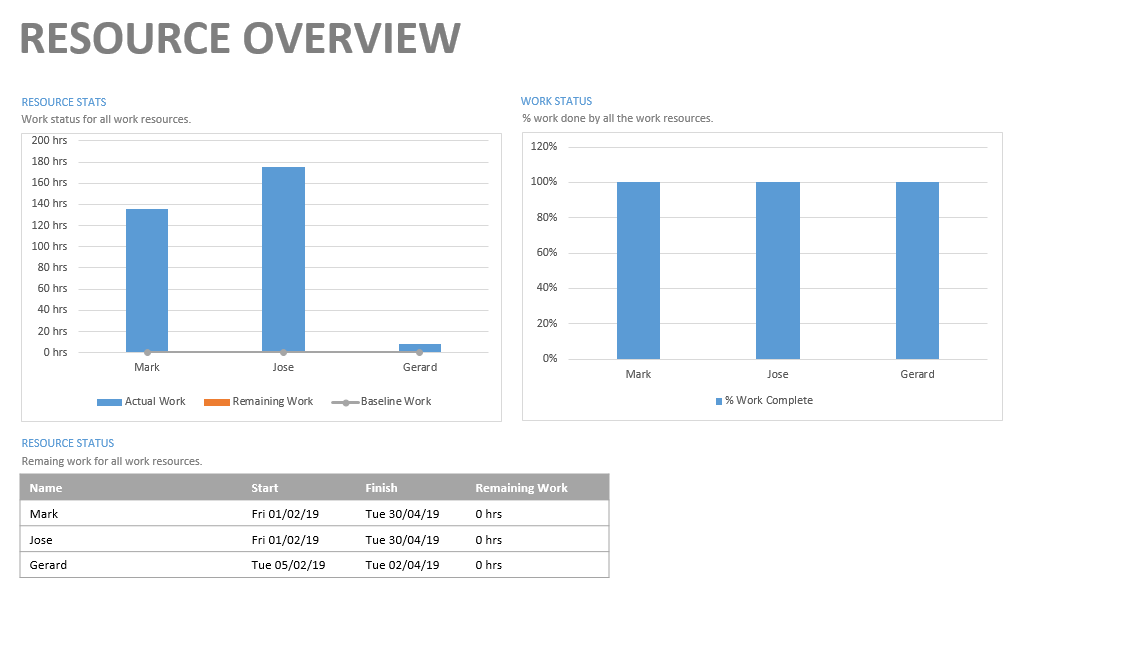 RESOURCE OVERVIEW
RESOURCE STATS
Work status for all work resources.
200 hrs
180 hrs
160 hrs
140 hrs
120 hrs
100 hrs
80 hrs
60 hrs
40 hrs
20 hrs
0 hrs
Mark Jose Gerard
Actual Work Remaining Work Baseline Work
WORK STATUS
% work done by all the work resources.
120%
100%
80%
60%
40%
20%
0%
Mark Jose Gerard
% Work Complete
RESOURCE STATUS
Remaing work for all work resources.
Name Start Finish Remaining Work
Mark Fri 01/02/19 Tue 30/04/19 0 hrs
Jose Fri 01/02/19 Tue 30/04/19 0 hrs
Gerard Tue 05/02/19 Tue 02/04/19 0 hrs